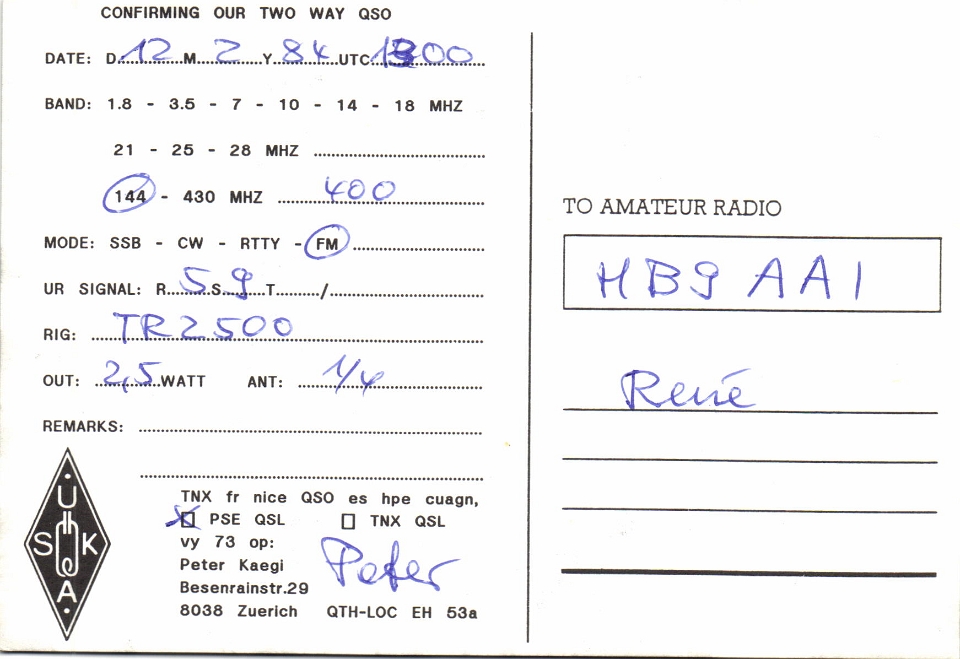 CONFIRMING OUR TWO WAY QSO
DATE: D. 12 M. 2 Y. 84 UTC 1300
BAND: 1.8 - 3.5 - 7 - 10 - 14 - 18 MHZ
21 - 25 - 28 MHZ
144 - 430 MHZ 400
MODE: SSB - CW - RTTY - FM
UR SIGNAL: R 5 S 9 T /
RIG: TR2500
OUT: 2,5 WATT ANT: 1/4
REMARKS:
TNX fr nice QSO es hpe cuagn,
X PSE QSL TNX QSL
vy 73 op:
Peter Kaegi Peter
Besenrainstr.29
8038 Zuerich QTH-LOC EH 53a
U
S K
A
TO AMATEUR RADIO
HB9 AAI
René